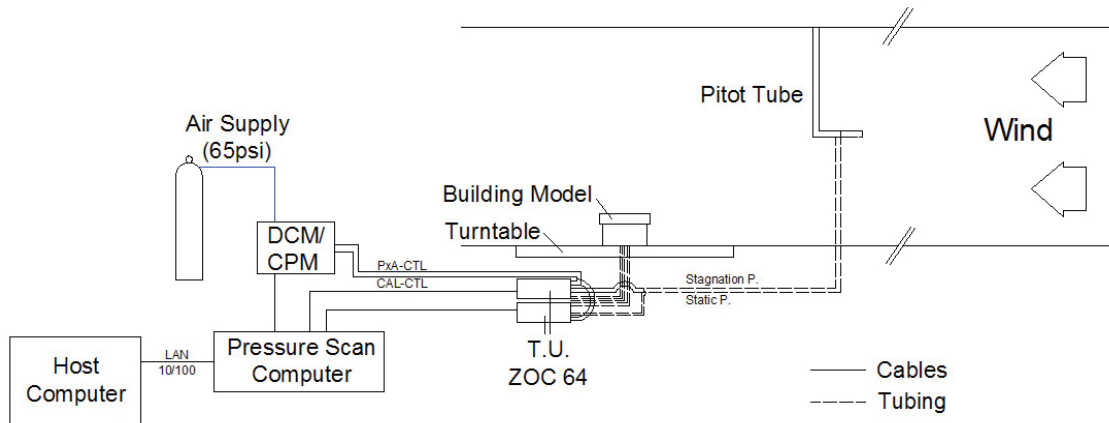 Pitot Tube
Wind
Air Supply
(65psi)
Building Model
Turntable
DCM/
CPM
PxA-CTL
CAL-CTL
Stagnation P.
Static P.
Host
Computer
LAN
10/100
Pressure Scan
Computer
T.U.
ZOC 64
Cables
Tubing